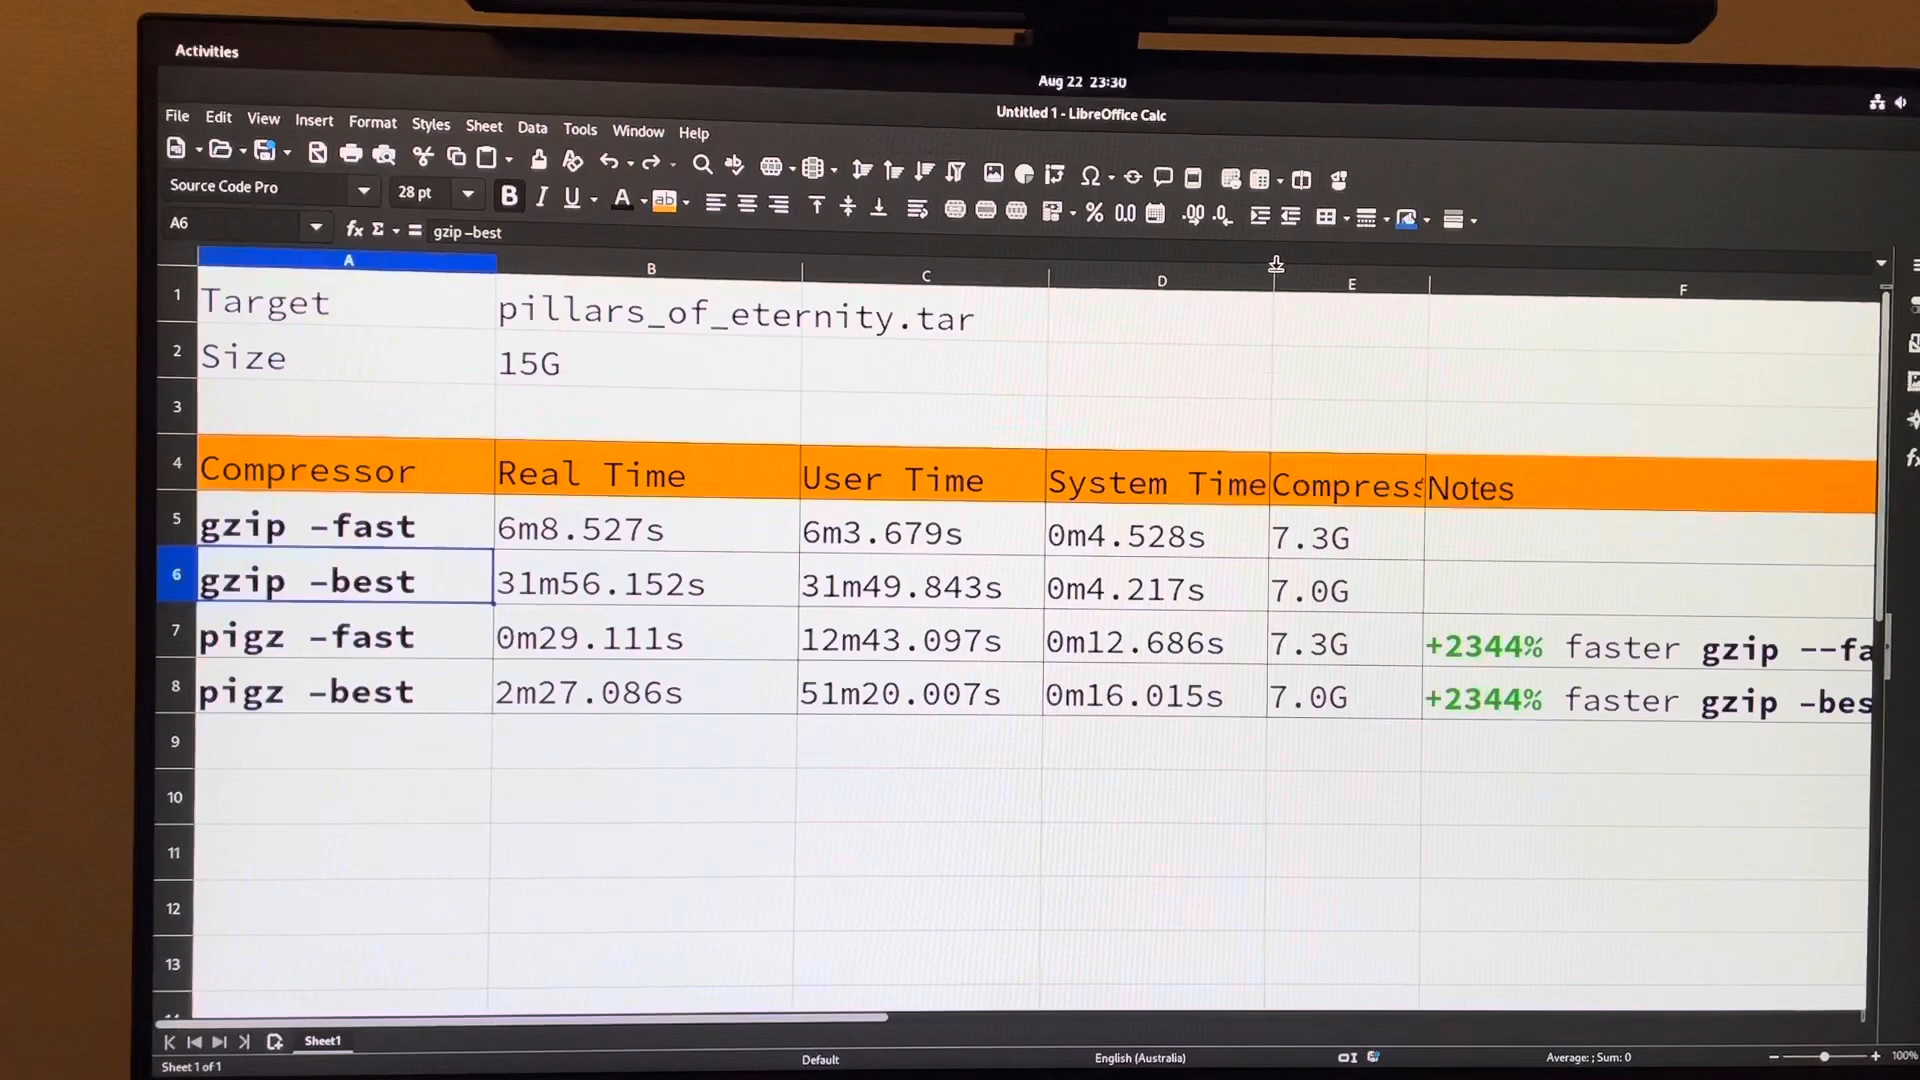 Activities
Aug 22 23:30
Untitled 1 - LibreOffice Calc
File Edit View Insert Format Styles Sheet Data Tools Window Help
Source Code Pro 28 pt
A6 gzip –best
A B C D E F
1 Target pillars_of_eternity.tar
2 Size 15G
3
4 Compressor Real Time User Time System Time Compress Notes
5 gzip –fast 6m8.527s 6m3.679s 0m4.528s 7.3G
6 gzip –best 31m56.152s 31m49.843s 0m4.217s 7.0G
7 pigz –fast 0m29.111s 12m43.097s 0m12.686s 7.3G +2344% faster gzip --fa
8 pigz –best 2m27.086s 51m20.007s 0m16.015s 7.0G +2344% faster gzip –bes
9
10
11
12
13
Sheet1
Sheet 1 of 1 Default English (Australia) Average: ; Sum: 0 100%